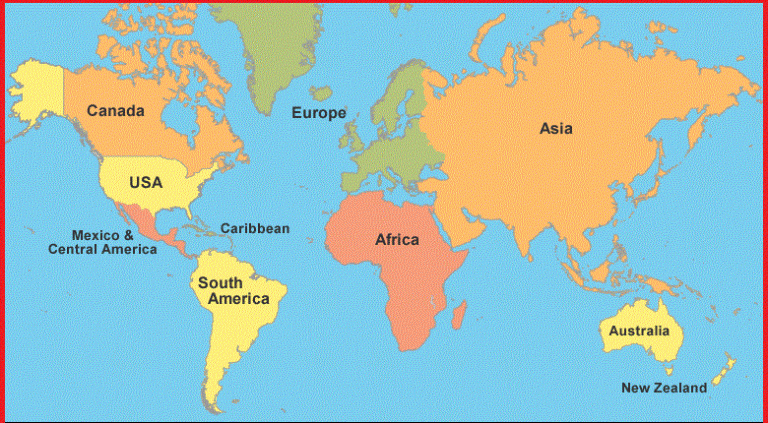 Canada
Europe
Asia
USA
Caribbean
Mexico &
Central America
Africa
South
America
Australia
New Zealand